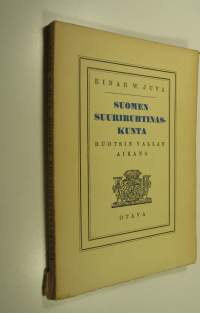 EINAR W. JUVA
SUOMEN
SUURIRUHTINAS-
KUNTA
RUOTSIN VALLAN
AIKANA
OTAVA